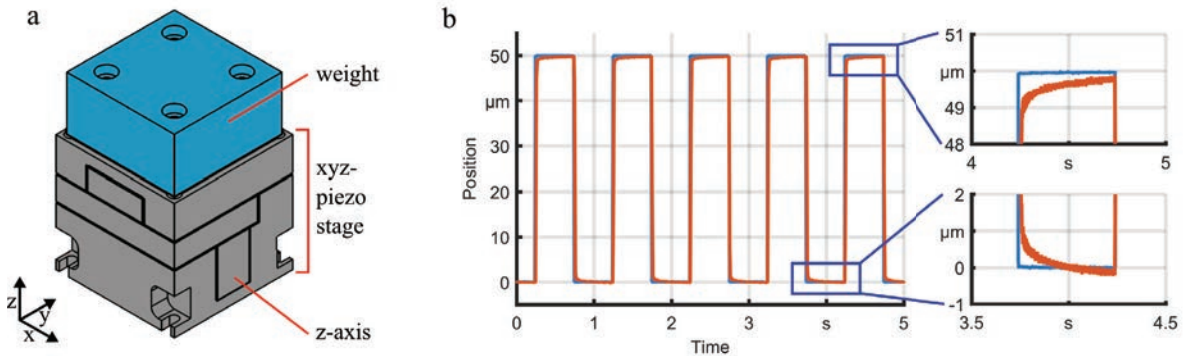 a
weight
xyz-
piezo
stage
z-axis
z
y
x
b
Position
50
µm
40
30
20
10
0
0
1
2
3
s
5
Time
51
µm
49
48
4
s
5
2
µm
0
-1
3.5
s
4.5